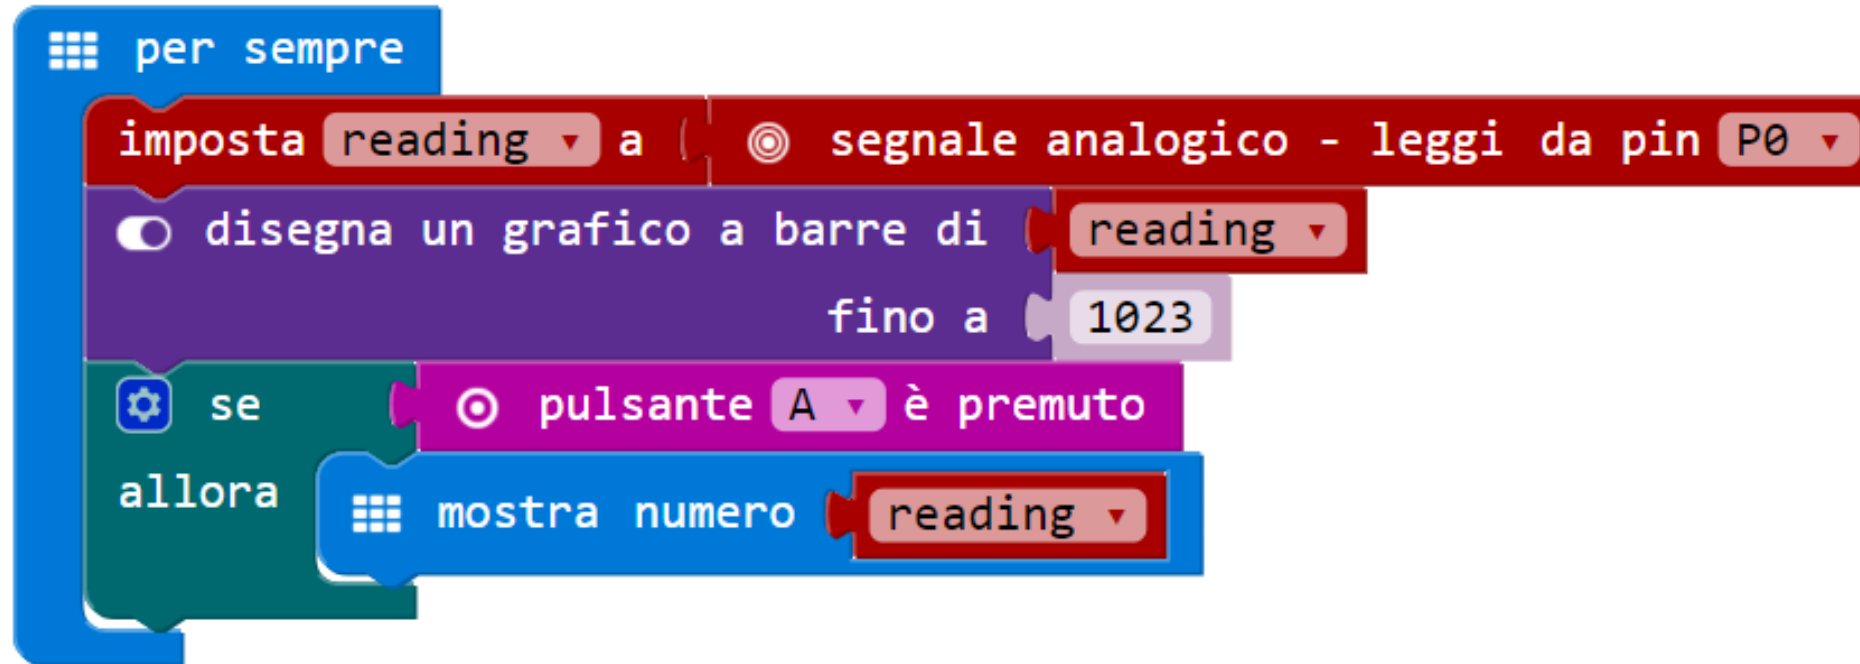 per sempre
imposta reading a segnale analogico - leggi da pin P0
disegna un grafico a barre di reading
fino a 1023
se pulsante A è premuto
allora mostra numero reading